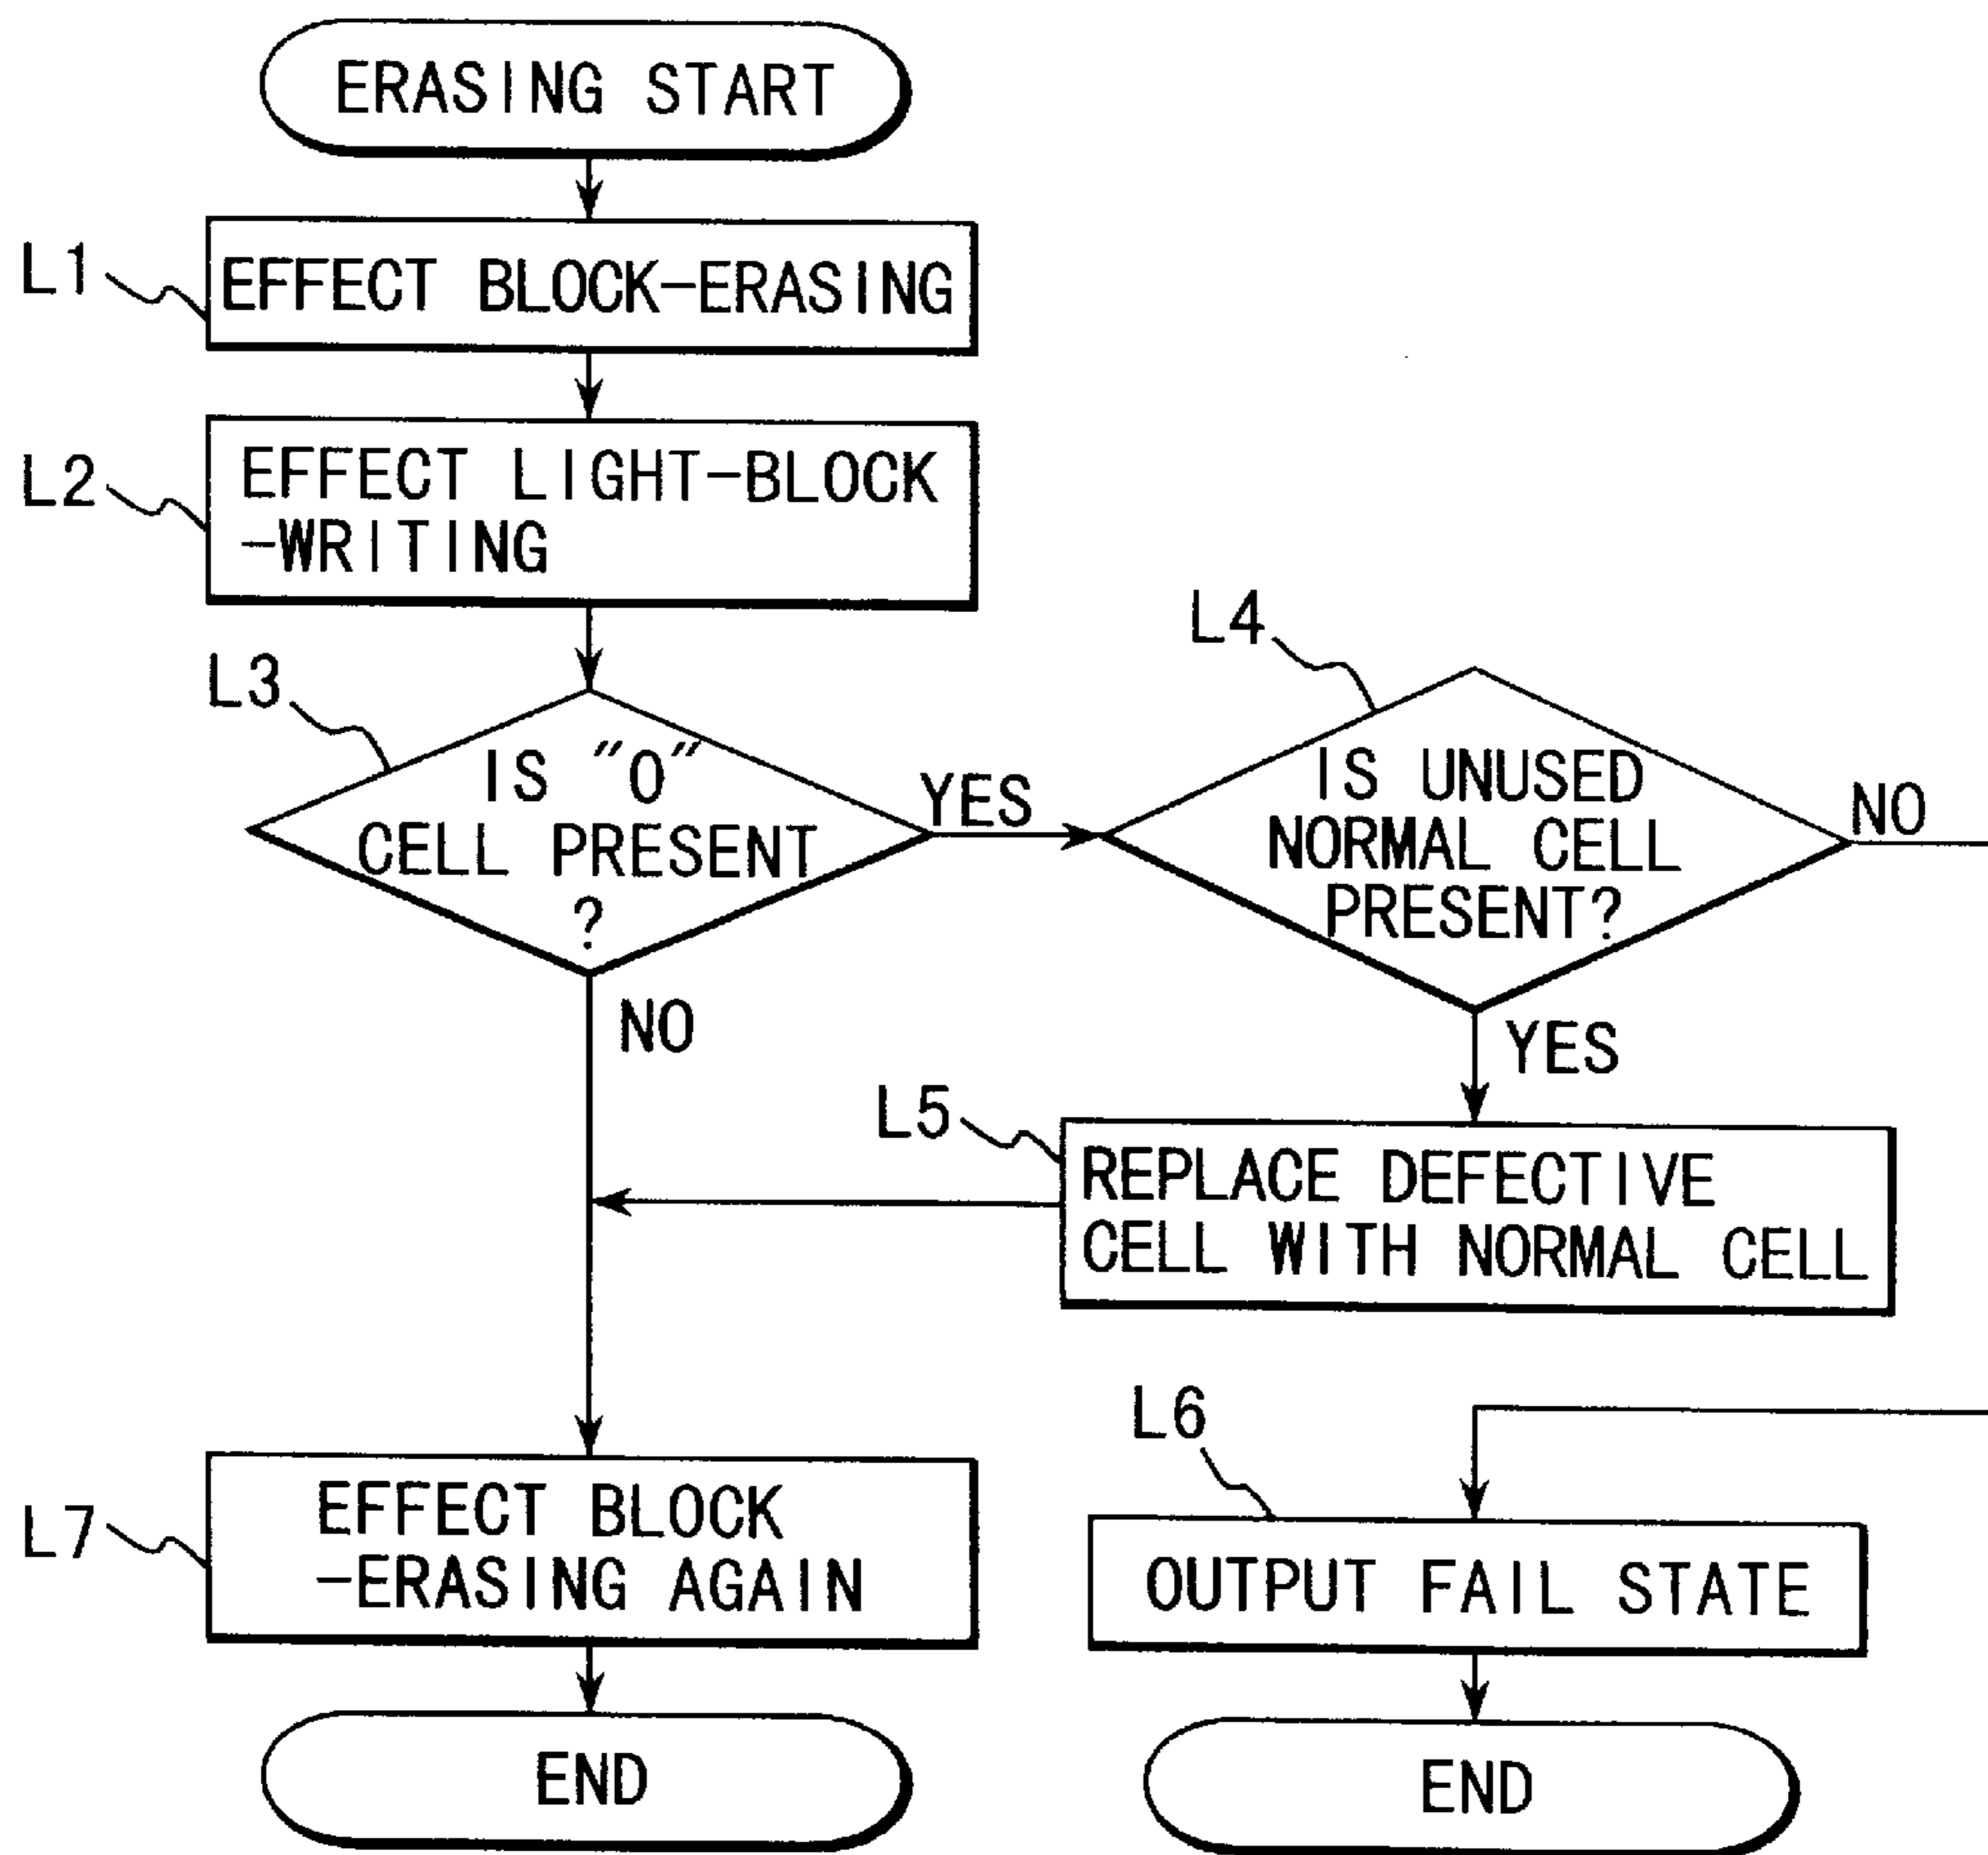 ERASING START
L1
EFFECT BLOCK-ERASING
L2
EFFECT LIGHT-BLOCK
-WRITING
L3
IS "0"
CELL PRESENT
?
YES
NO
L4
IS UNUSED
NORMAL CELL
PRESENT?
NO
YES
L5
REPLACE DEFECTIVE
CELL WITH NORMAL CELL
L6
OUTPUT FAIL STATE
END
L7
EFFECT BLOCK
-ERASING AGAIN
END